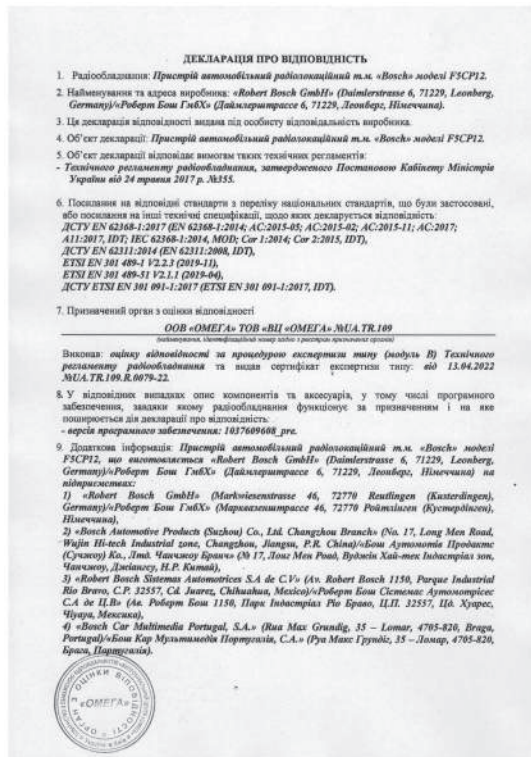 ДЕКЛАРАЦІЯ ПРО ВІДПОВІДНІСТЬ
1. Радіообладнання: Пристрій автомобільний радіолокаційний т.м. «Bosch» моделі F5CP12.
2. Найменування та адреса виробника: «Robert Bosch GmbH» (Daimlerstrasse 6, 71229, Leonberg,
Germany)/«Роберт Бош ГмбХ» (Даймлерштрассе 6, 71229, Леонберг, Німеччина).
3. Ця декларація відповідності видана під особисту відповідальність виробника.
4. Об'єкт декларації: Пристрій автомобільний радіолокаційний т.м. «Bosch» моделі F5CP12.
5. Об'єкт декларації відповідає вимогам таких технічних регламентів:
- Технічного регламенту радіообладнання, затвердженого Постановою Кабінету Міністрів
України від 24 травня 2017 р. №355.
6. Посилання на відповідні стандарти з переліку національних стандартів, що були застосовані,
або посилання на інші технічні специфікації, щодо яких декларується відповідність:
ДСТУ EN 62368-1:2017 (EN 62368-1:2014; AC:2015-05; AC:2015-02; AC:2015-11; AC:2017;
A11:2017, IDT; IEC 62368-1:2014, MOD; Cor 1:2014; Cor 2:2015, IDT),
ДСТУ EN 62311:2014 (EN 62311:2008, IDT),
ETSI EN 301 489-1 V2.2.3 (2019-11),
ETSI EN 301 489-51 V2.1.1 (2019-04),
ДСТУ ETSI EN 301 091-1:2017 (ETSI EN 301 091-1:2017, IDT).
7. Призначений орган з оцінки відповідності
ООВ «ОМЕГА» ТОВ «ВЦ «ОМЕГА» №UA.TR.109
(найменування, ідентифікаційний номер згідно з реєстром призначених органів)
Виконав: оцінку відповідності за процедурою експертизи типу (модуль В) Технічного
регламенту радіообладнання та видав сертифікат експертизи типу: від 13.04.2022
№UA.TR.109.R.0079-22.
8. У відповідних випадках опис компонентів та аксесуарів, у тому числі програмного
забезпечення, завдяки якому радіообладнання функціонує за призначенням і на яке
поширюється дія декларації про відповідність:
- версія програмного забезпечення: 1037609608_pre.
9. Додаткова інформація: Пристрій автомобільний радіолокаційний т.м. «Bosch» моделі
F5CP12, що виготовляється «Robert Bosch GmbH» (Daimlerstrasse 6, 71229, Leonberg,
Germany)/«Роберт Бош ГмбХ» (Даймлерштрассе 6, 71229, Леонберг, Німеччина) на
підприємствах:
1) «Robert Bosch GmbH» (Markwiesenstrasse 46, 72770 Reutlingen (Kusterdingen),
Germany)/«Роберт Бош ГмбХ» (Марквазенштрассе 46, 72770 Ройтлінген (Кустердінген),
Німеччина),
2) «Bosch Automotive Products (Suzhou) Co., Ltd. Changzhou Branch» (No. 17, Long Men Road,
Wujin Hi-tech Industrial zone, Changzhou, Jiangsu, P.R. China)/«Бош Аутомотів Продактс
(Сучжоу) Ко., Лтд. Чанчжоу Бранч» (№ 17, Лонг Мен Роад, Вуджін Хай-тек Індастріал зон,
Чанчжоу, Джіангсу, Н.Р. Китай),
3) «Robert Bosch Sistemas Automotrices S.A de C.V» (Av. Robert Bosch 1150, Parque Industrial
Rio Bravo, C.P. 32557, Cd. Juarez, Chihuahua, Mexico)/«Роберт Бош Сістемас Аутомотрісес
С.А де Ц.В» (Ав. Роберт Бош 1150, Парк Індастріал Ріо Браво, Ц.П. 32557, Цд. Хуарес,
Чіуауа, Мексика),
4) «Bosch Car Multimedia Portugal, S.A.» (Rua Max Grundig, 35 – Lomar, 4705-820, Braga,
Portugal)/«Бош Кар Мультимедія Португалія, С.А.» (Руа Макс Грундіг, 35 – Ломар, 4705-820,
Брага, Португалія).
ОРГАН З ОЦІНКИ ВІДПОВІДНОСТІ
«ОМЕГА»